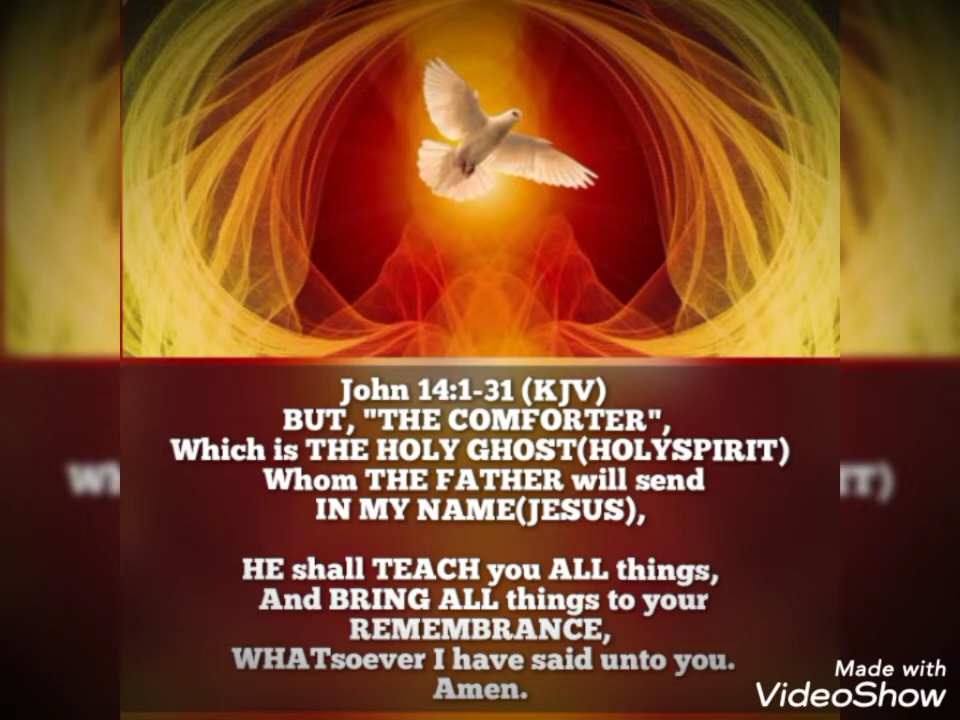 John 14:1-31 (KJV)
BUT, "THE COMFORTER",
Which is THE HOLY GHOST(HOLYSPIRIT)
Whom THE FATHER will send
IN MY NAME(JESUS),
HE shall TEACH you ALL things,
And BRING ALL things to your
REMEMBRANCE,
WHATsoever I have said unto you.
Amen.
Made with
VideoShow